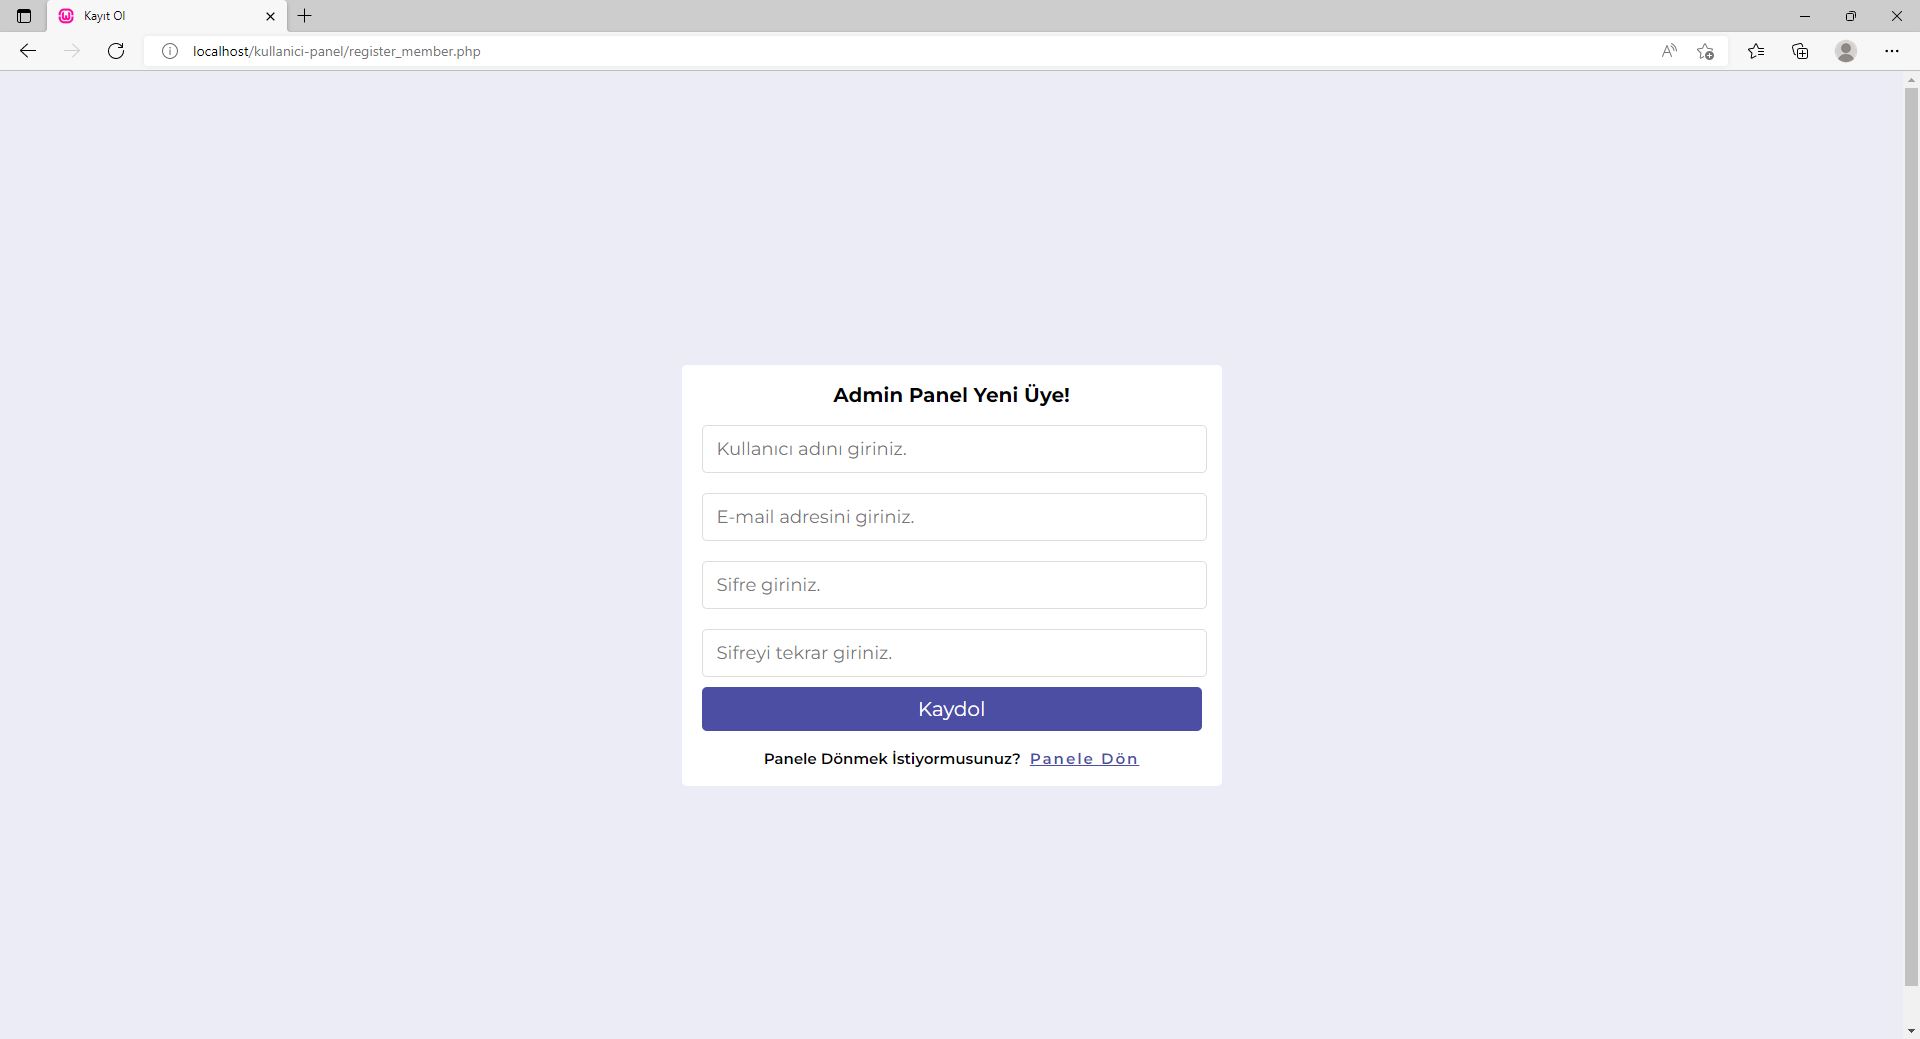 Kayıt Ol
localhost/kullanici-panel/register_member.php
Admin Panel Yeni Üye!
Kullanıcı adını giriniz.
E-mail adresini giriniz.
Sifre giriniz.
Sifreyi tekrar giriniz.
Kaydol
Panele Dönmek İstiyormusunuz? Panele Dön